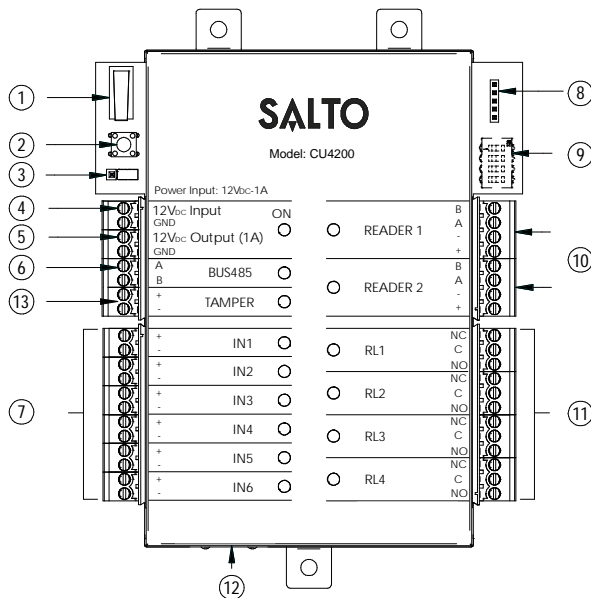 SALTO
Model: CU4200
Power Input: 12VDC-1A
1
2
3
4
5
6
13
7
12VDC Input
GND
12VDC Output (1A)
GND
ON
A
B
BUS485
+
-
TAMPER
+
-
IN1
+
-
IN2
+
-
IN3
+
-
IN4
+
-
IN5
+
-
IN6
READER 1
B
A
-
+
READER 2
B
A
-
+
RL1
NC
C
NO
RL2
NC
C
NO
RL3
NC
C
NO
RL4
NC
C
NO
8
9
10
11
12